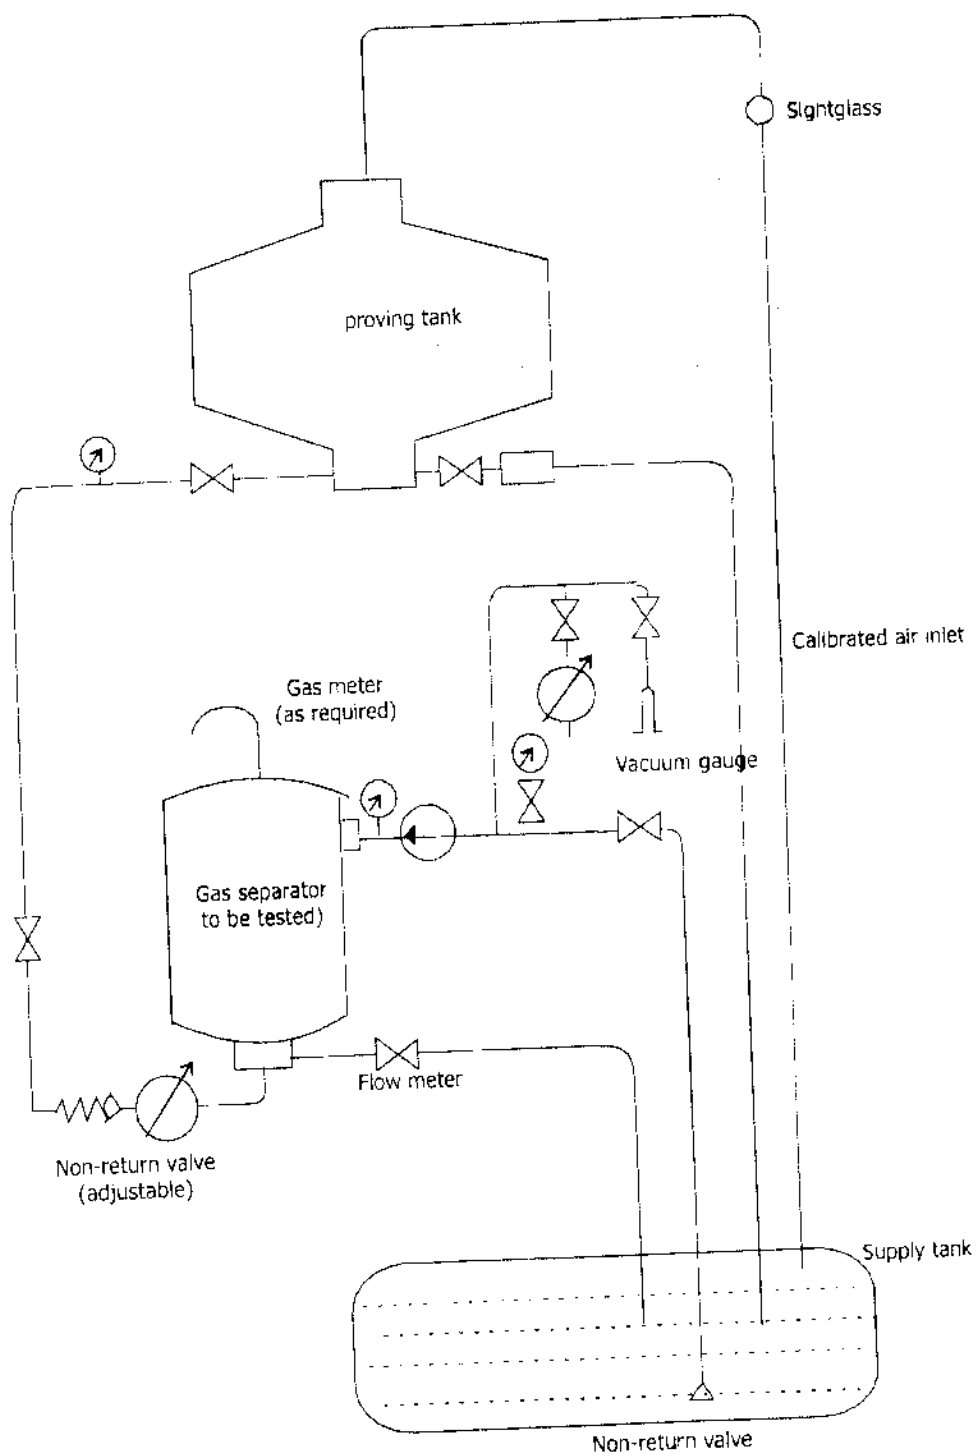 Sightglass
proving tank
Calibrated air inlet
Gas meter
(as required)
Vacuum gauge
Gas separator
to be tested)
Flow meter
Non-return valve
(adjustable)
Supply tank
Non-return valve